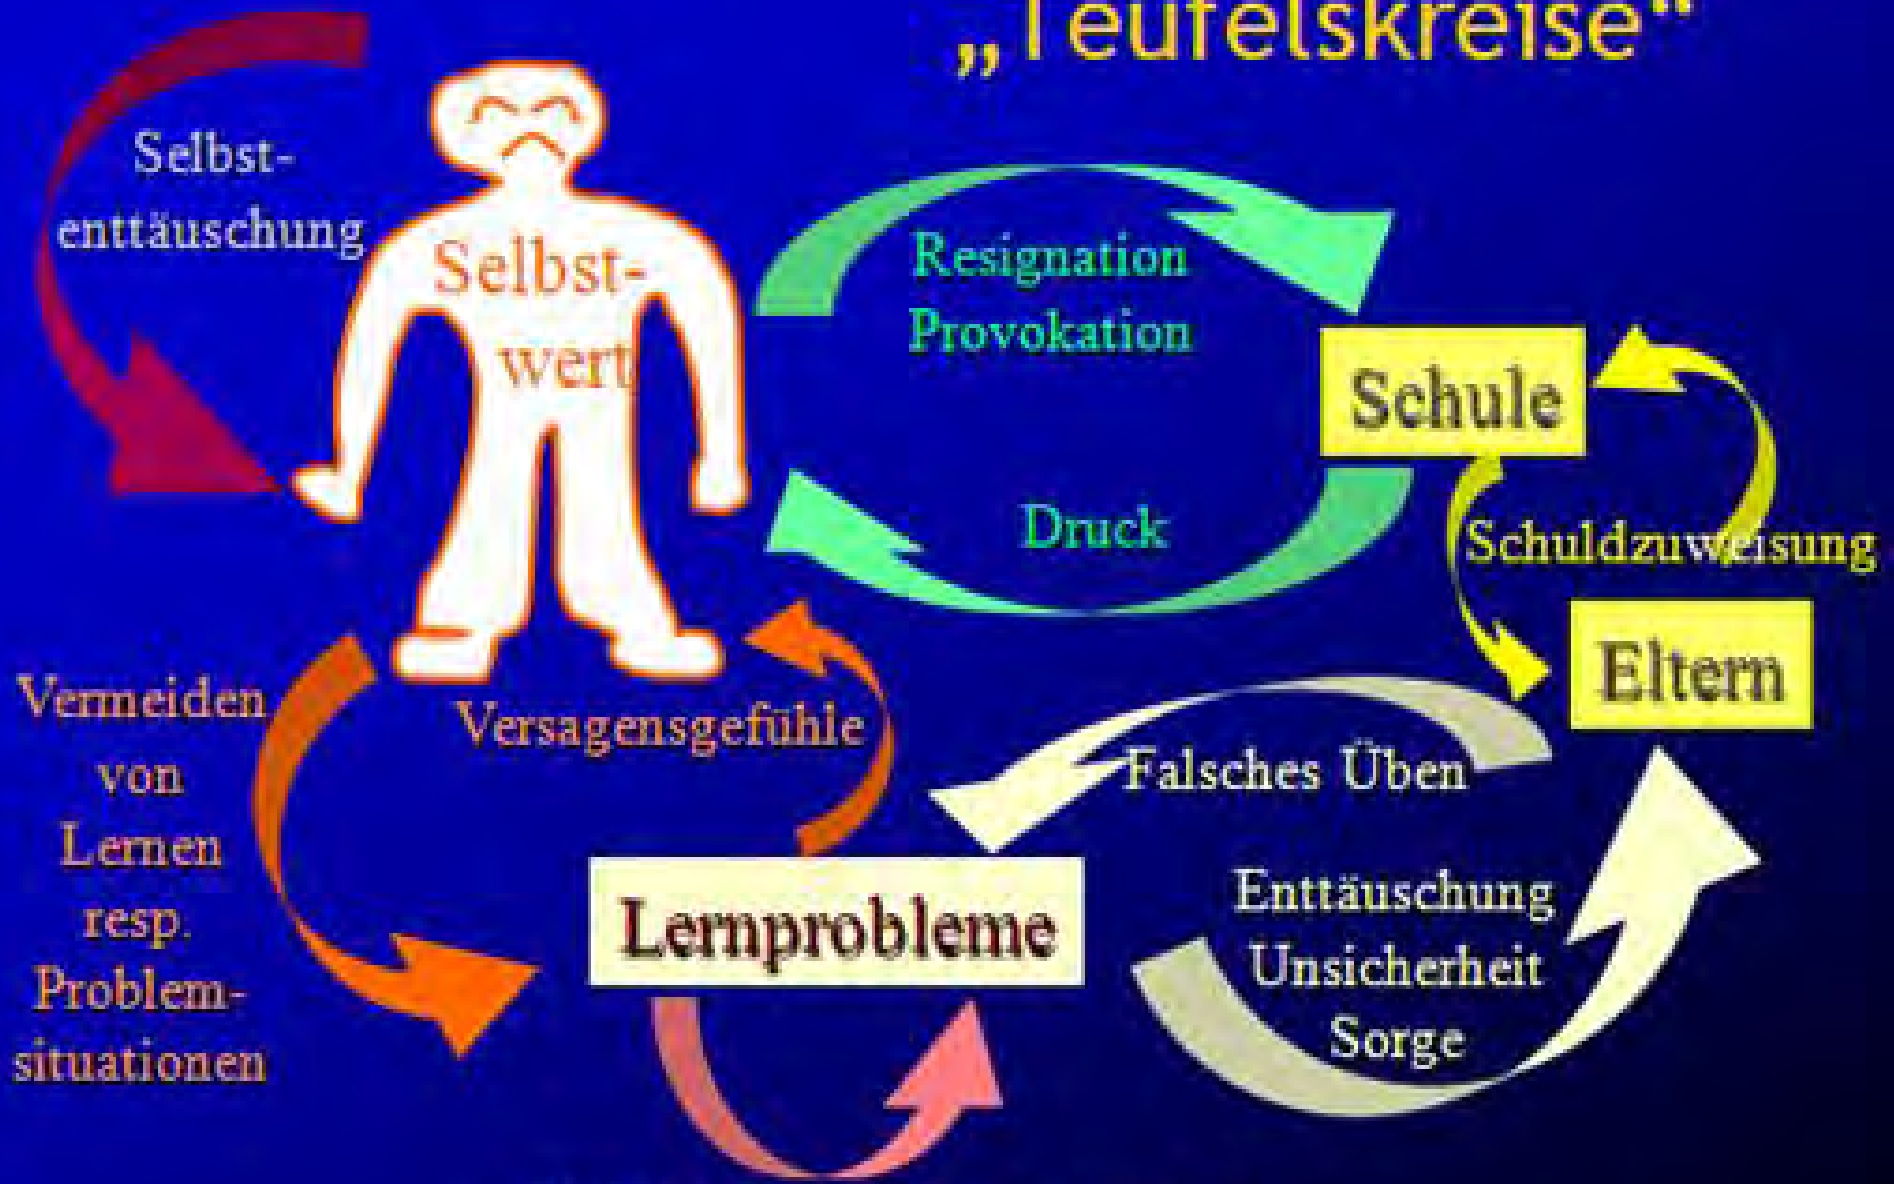 „Teufelskreise“
Selbst-
enttäuschung
Selbst-
wert
Resignation
Provokation
Schule
Druck
Schuldzuweisung
Eltern
Vermeiden
von
Lernen
resp.
Problem-
situationen
Versagensgefühle
Falsches Üben
Lernprobleme
Enttäuschung
Unsicherheit
Sorge